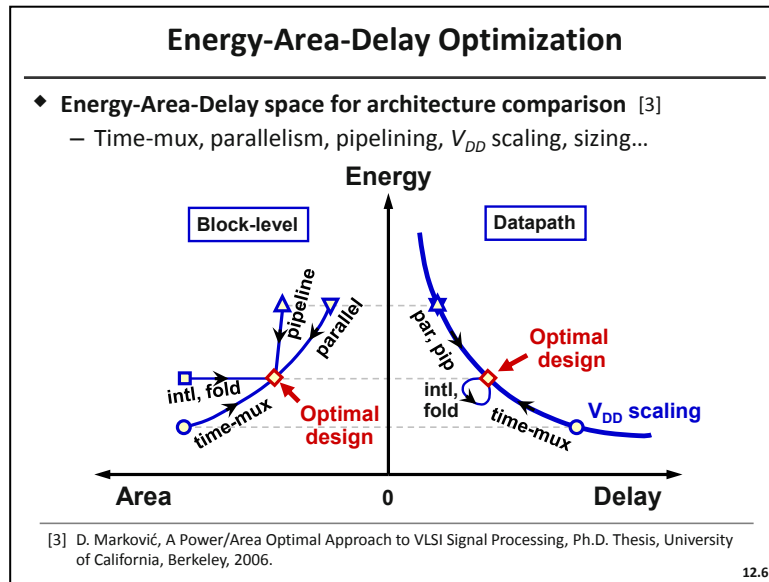 Energy-Area-Delay Optimization
◆ Energy-Area-Delay space for architecture comparison [3]
– Time-mux, parallelism, pipelining, V_DD scaling, sizing…
Energy
Block-level
Datapath
pipeline
parallel
par, pip
Optimal
design
intl, fold
intl,
fold
Optimal
design
time-mux
time-mux
V_DD scaling
Area
0
Delay
[3] D. Marković, A Power/Area Optimal Approach to VLSI Signal Processing, Ph.D. Thesis, University
of California, Berkeley, 2006.
12.6